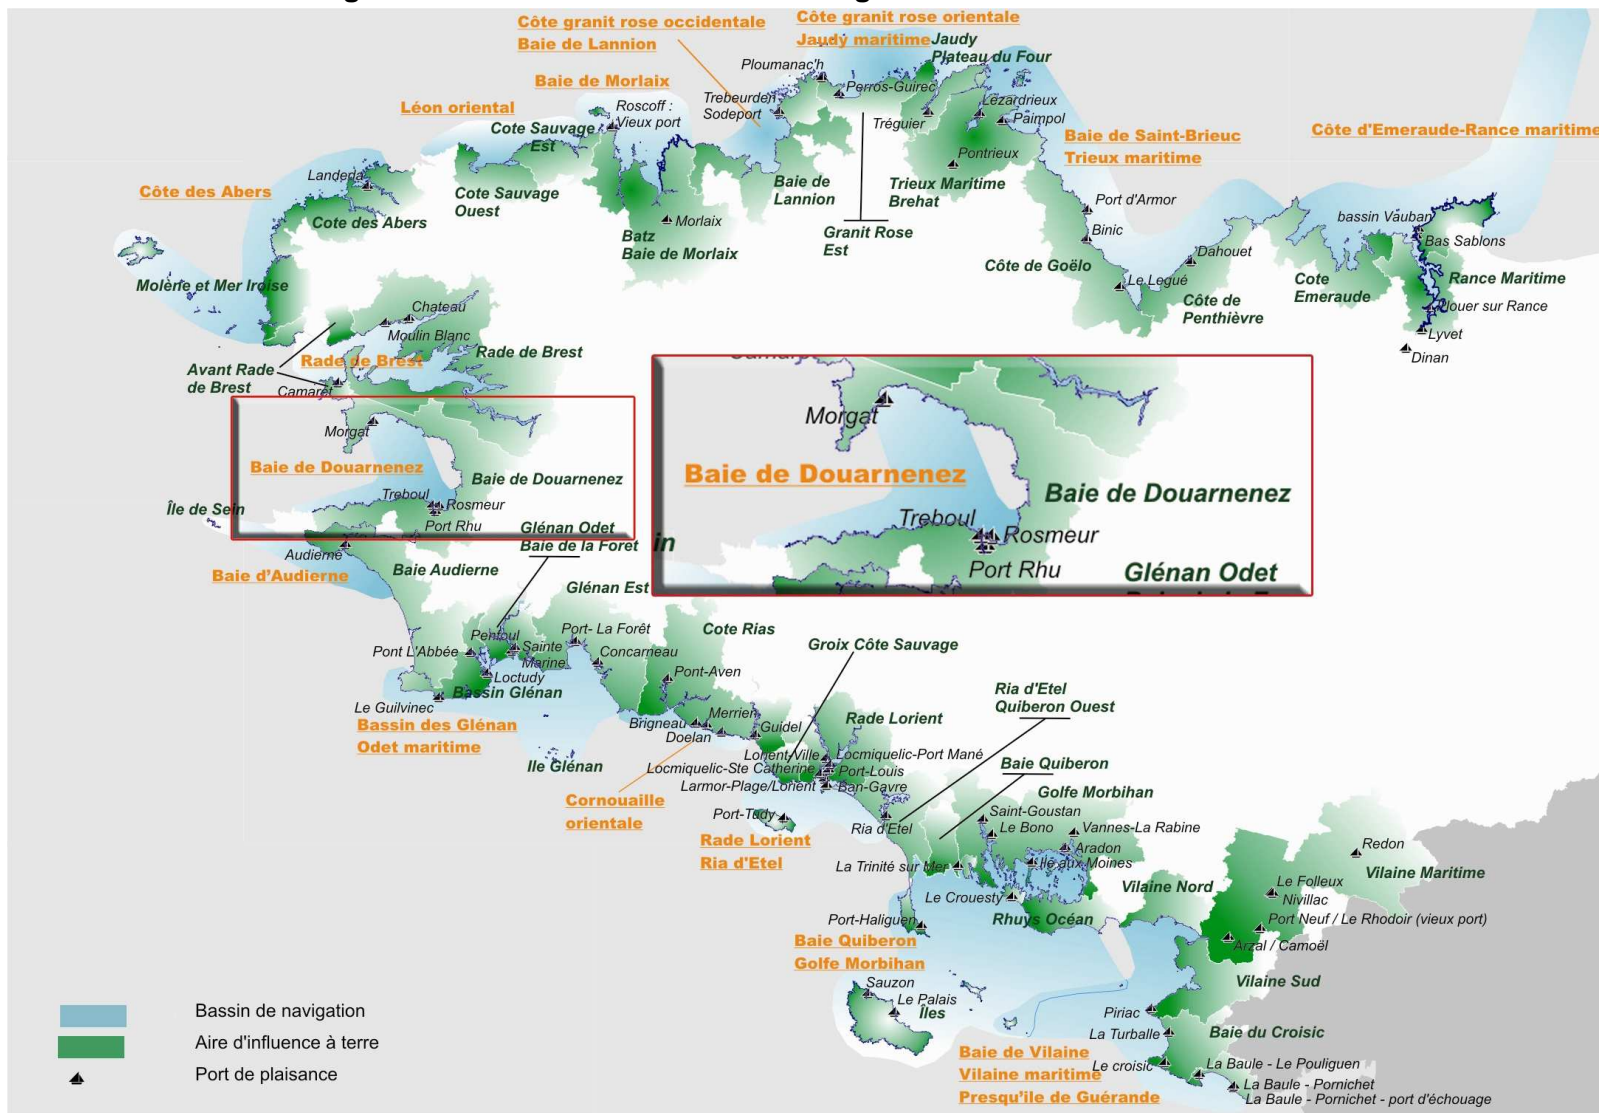 Côte granit rose occidentale
Baie de Lannion
Côte granit rose orientale
Jaudy maritime
Jaudy
Plateau du Four
Ploumanac'h
Baie de Morlaix
Léon oriental
Roscoff :
Vieux port
Trebeurden
Sodeport
Perros-Guirec
Tréguier
Lezardrieux
Paimpol
Cote Sauvage
Est
Baie de Saint-Brieuc
Trieux maritime
Côte d'Emeraude-Rance maritime
Pontrieux
Landeda
Côte des Abers
Cote Sauvage
Ouest
Baie de
Lannion
Trieux Maritime
Brehat
Cote des Abers
Morlaix
Batz
Baie de Morlaix
Granit Rose
Est
Port d'Armor
Binic
bassin Vauban
Bas Sablons
Côte de Goëlo
Dahouet
Le Legué
Côte de
Penthièvre
Cote
Emeraude
Rance Maritime
Jouer sur Rance
Lyvet
Dinan
Molène et Mer Iroise
Chateau
Moulin Blanc
Rade de Brest
Rade de Brest
Avant Rade
de Brest
Camaret
Morgat
Baie de Douarnenez
Baie de Douarnenez
Treboul
Rosmeur
Port Rhu
Morgat
Baie de Douarnenez
Baie de Douarnenez
Treboul
Rosmeur
Port Rhu
Glénan Odet
Île de Sein
Glénan Odet
Baie de la Foret
in
Audierne
Baie d'Audierne
Baie Audierne
Glénan Est
Cote Rias
Penfoul
Sainte
Marine
Port- La Forêt
Concarneau
Pont L'Abbée
Loctudy
Bassin Glénan
Le Guilvinec
Bassin des Glénan
Odet maritime
Pont-Aven
Groix Côte Sauvage
Ria d'Etel
Quiberon Ouest
Rade Lorient
Brigneau
Merrien
Doelan
Guidel
Ile Glénan
Lorient-Ville
Locmiquelic-Port Mané
Locmiquelic-Ste Catherine
Port-Louis
Larmor-Plage/Lorient
Ban-Gavre
Baie Quiberon
Golfe Morbihan
Cornouaille
orientale
Port-Tudy
Rade Lorient
Ria d'Etel
Ria d'Etel
Saint-Goustan
Le Bono
Vannes-La Rabine
Aradon
Ile aux Moines
La Trinité sur Mer
Le Crouesty
Rhuys Océan
Vilaine Nord
Redon
Vilaine Maritime
Le Folleux
Nivillac
Port Neuf / Le Rhodoir (vieux port)
Arzal / Camoël
Port-Haliguen
Baie Quiberon
Golfe Morbihan
Sauzon
Le Palais
Îles
Vilaine Sud
Piriac
La Turballe
Baie du Croisic
Baie de Vilaine
Vilaine maritime
Presqu'ile de Guérande
Le croisic
La Baule - Le Pouliguen
La Baule - Pornichet
La Baule - Pornichet - port d'échouage
Bassin de navigation
Aire d'influence à terre
Port de plaisance